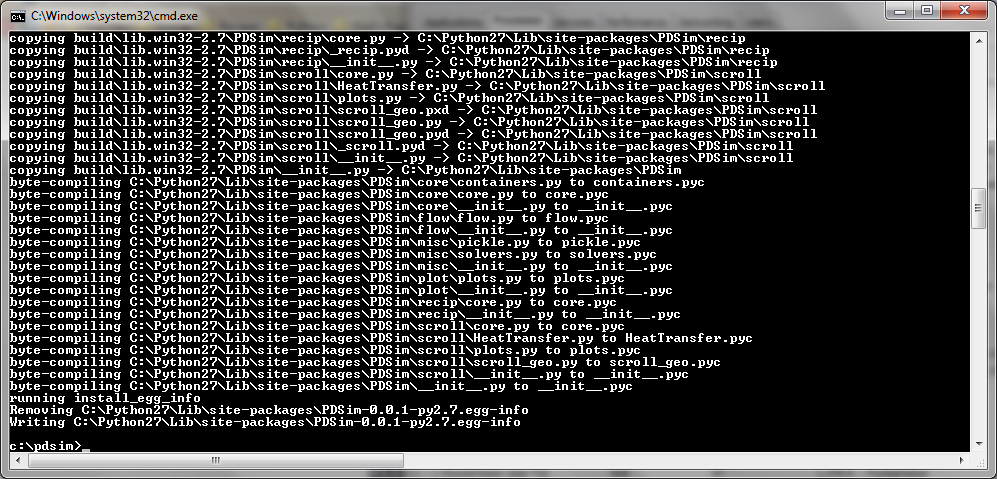 C:\Windows\system32\cmd.exe
copying build\lib.win32-2.7\PDSim\recip\core.py -> C:\Python27\Lib\site-packages\PDSim\recip
copying build\lib.win32-2.7\PDSim\recip\_recip.pyd -> C:\Python27\Lib\site-packages\PDSim\recip
copying build\lib.win32-2.7\PDSim\recip\__init__.py -> C:\Python27\Lib\site-packages\PDSim\recip
copying build\lib.win32-2.7\PDSim\scroll\core.py -> C:\Python27\Lib\site-packages\PDSim\scroll
copying build\lib.win32-2.7\PDSim\scroll\HeatTransfer.py -> C:\Python27\Lib\site-packages\PDSim\scroll
copying build\lib.win32-2.7\PDSim\scroll\plots.py -> C:\Python27\Lib\site-packages\PDSim\scroll
copying build\lib.win32-2.7\PDSim\scroll\scroll_geo.pxd -> C:\Python27\Lib\site-packages\PDSim\scroll
copying build\lib.win32-2.7\PDSim\scroll\scroll_geo.py -> C:\Python27\Lib\site-packages\PDSim\scroll
copying build\lib.win32-2.7\PDSim\scroll\scroll_geo.pyd -> C:\Python27\Lib\site-packages\PDSim\scroll
copying build\lib.win32-2.7\PDSim\scroll\_scroll.pyd -> C:\Python27\Lib\site-packages\PDSim\scroll
copying build\lib.win32-2.7\PDSim\scroll\__init__.py -> C:\Python27\Lib\site-packages\PDSim\scroll
copying build\lib.win32-2.7\PDSim\__init__.py -> C:\Python27\Lib\site-packages\PDSim
byte-compiling C:\Python27\Lib\site-packages\PDSim\core\containers.py to containers.pyc
byte-compiling C:\Python27\Lib\site-packages\PDSim\core\core.py to core.pyc
byte-compiling C:\Python27\Lib\site-packages\PDSim\core\__init__.py to __init__.pyc
byte-compiling C:\Python27\Lib\site-packages\PDSim\flow\flow.py to flow.pyc
byte-compiling C:\Python27\Lib\site-packages\PDSim\flow\__init__.py to __init__.pyc
byte-compiling C:\Python27\Lib\site-packages\PDSim\misc\pickle.py to pickle.pyc
byte-compiling C:\Python27\Lib\site-packages\PDSim\misc\solvers.py to solvers.pyc
byte-compiling C:\Python27\Lib\site-packages\PDSim\misc\__init__.py to __init__.pyc
byte-compiling C:\Python27\Lib\site-packages\PDSim\plot\plots.py to plots.pyc
byte-compiling C:\Python27\Lib\site-packages\PDSim\plot\__init__.py to __init__.pyc
byte-compiling C:\Python27\Lib\site-packages\PDSim\recip\core.py to core.pyc
byte-compiling C:\Python27\Lib\site-packages\PDSim\recip\__init__.py to __init__.pyc
byte-compiling C:\Python27\Lib\site-packages\PDSim\scroll\core.py to core.pyc
byte-compiling C:\Python27\Lib\site-packages\PDSim\scroll\HeatTransfer.py to HeatTransfer.pyc
byte-compiling C:\Python27\Lib\site-packages\PDSim\scroll\plots.py to plots.pyc
byte-compiling C:\Python27\Lib\site-packages\PDSim\scroll\scroll_geo.py to scroll_geo.pyc
byte-compiling C:\Python27\Lib\site-packages\PDSim\scroll\__init__.py to __init__.pyc
byte-compiling C:\Python27\Lib\site-packages\PDSim\__init__.py to __init__.pyc
running install_egg_info
Removing C:\Python27\Lib\site-packages\PDSim-0.0.1-py2.7.egg-info
Writing C:\Python27\Lib\site-packages\PDSim-0.0.1-py2.7.egg-info
c:\pdsim>_